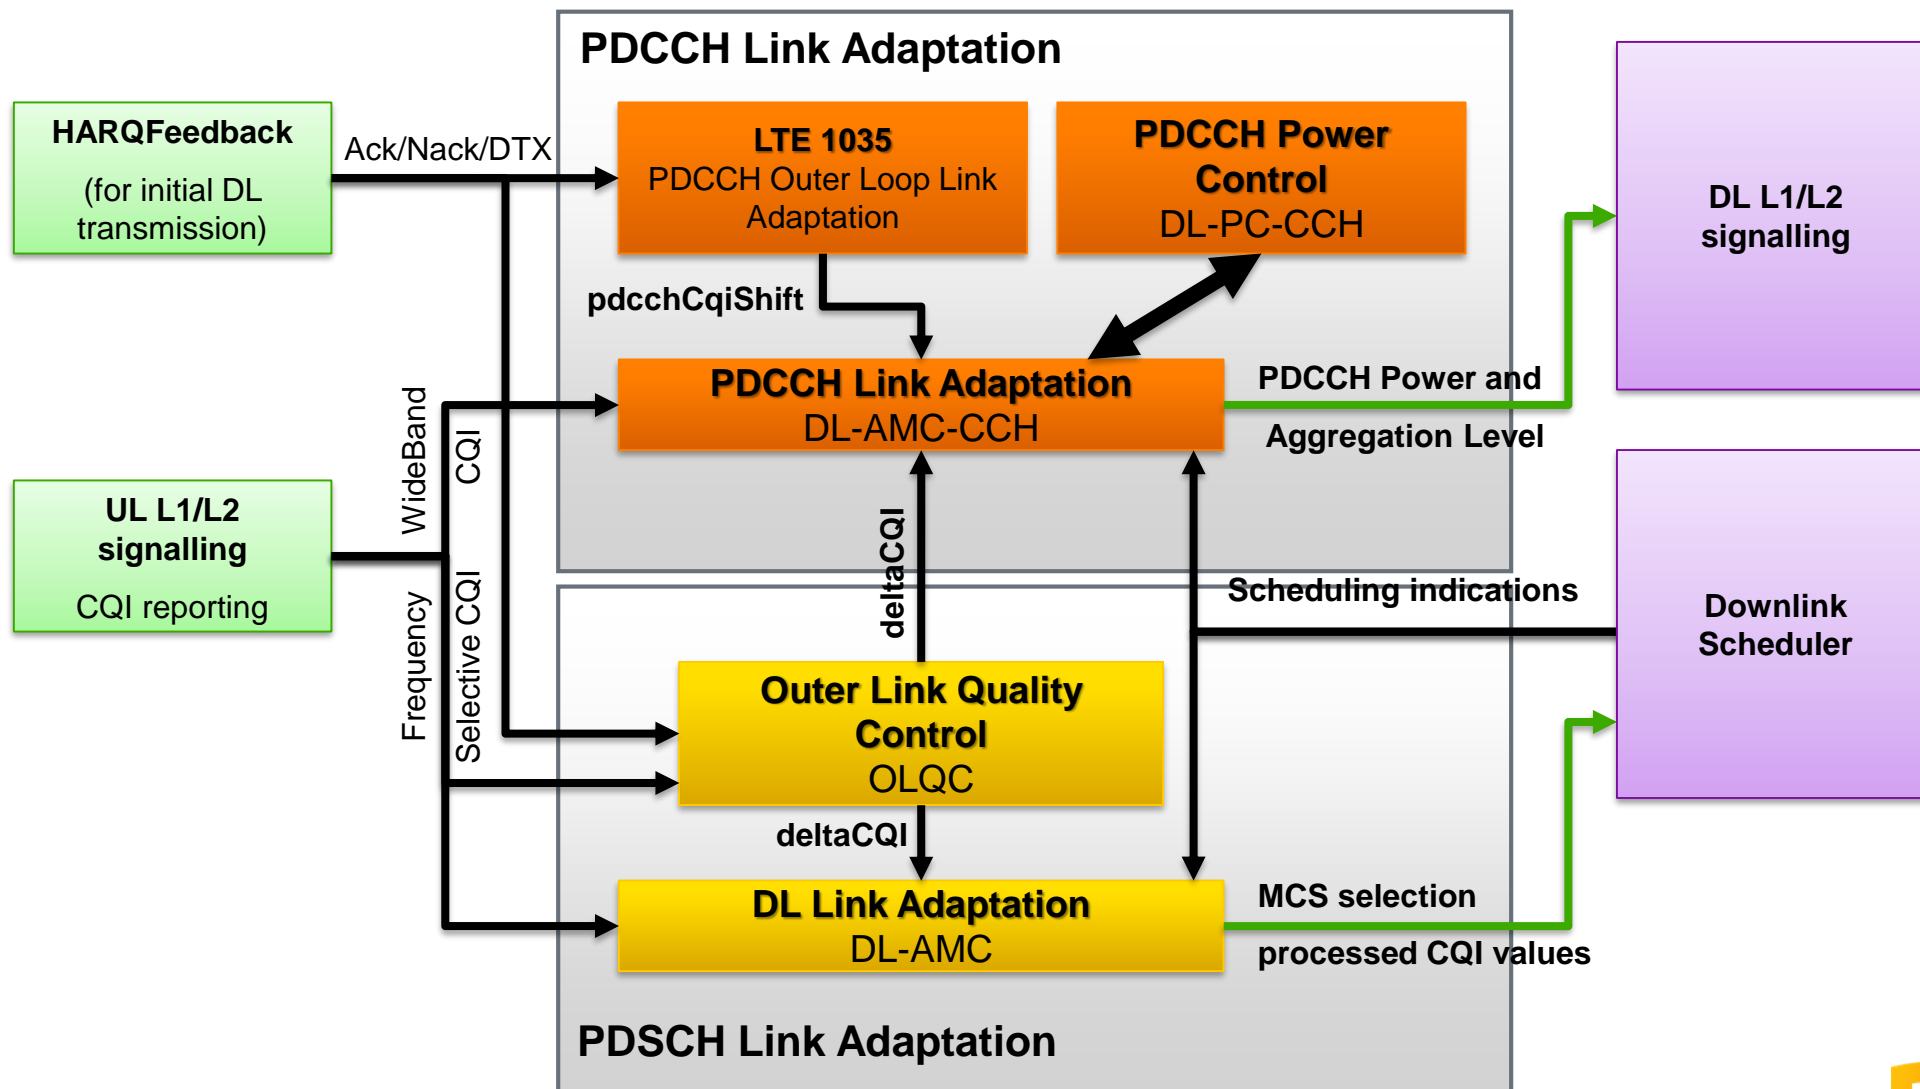 PDCCH Link Adaptation
HARQFeedback
(for initial DL
transmission)
Ack/Nack/DTX
LTE 1035
PDCCH Outer Loop Link
Adaptation
PDCCH Power
Control
DL-PC-CCH
DL L1/L2
signalling
pdcchCqiShift
PDCCH Link Adaptation
DL-AMC-CCH
PDCCH Power and
Aggregation Level
WideBand
CQI
UL L1/L2
signalling
CQI reporting
Frequency
Selective CQI
deltaCQI
Scheduling indications
Downlink
Scheduler
Outer Link Quality
Control
OLQC
deltaCQI
DL Link Adaptation
DL-AMC
MCS selection
processed CQI values
PDSCH Link Adaptation